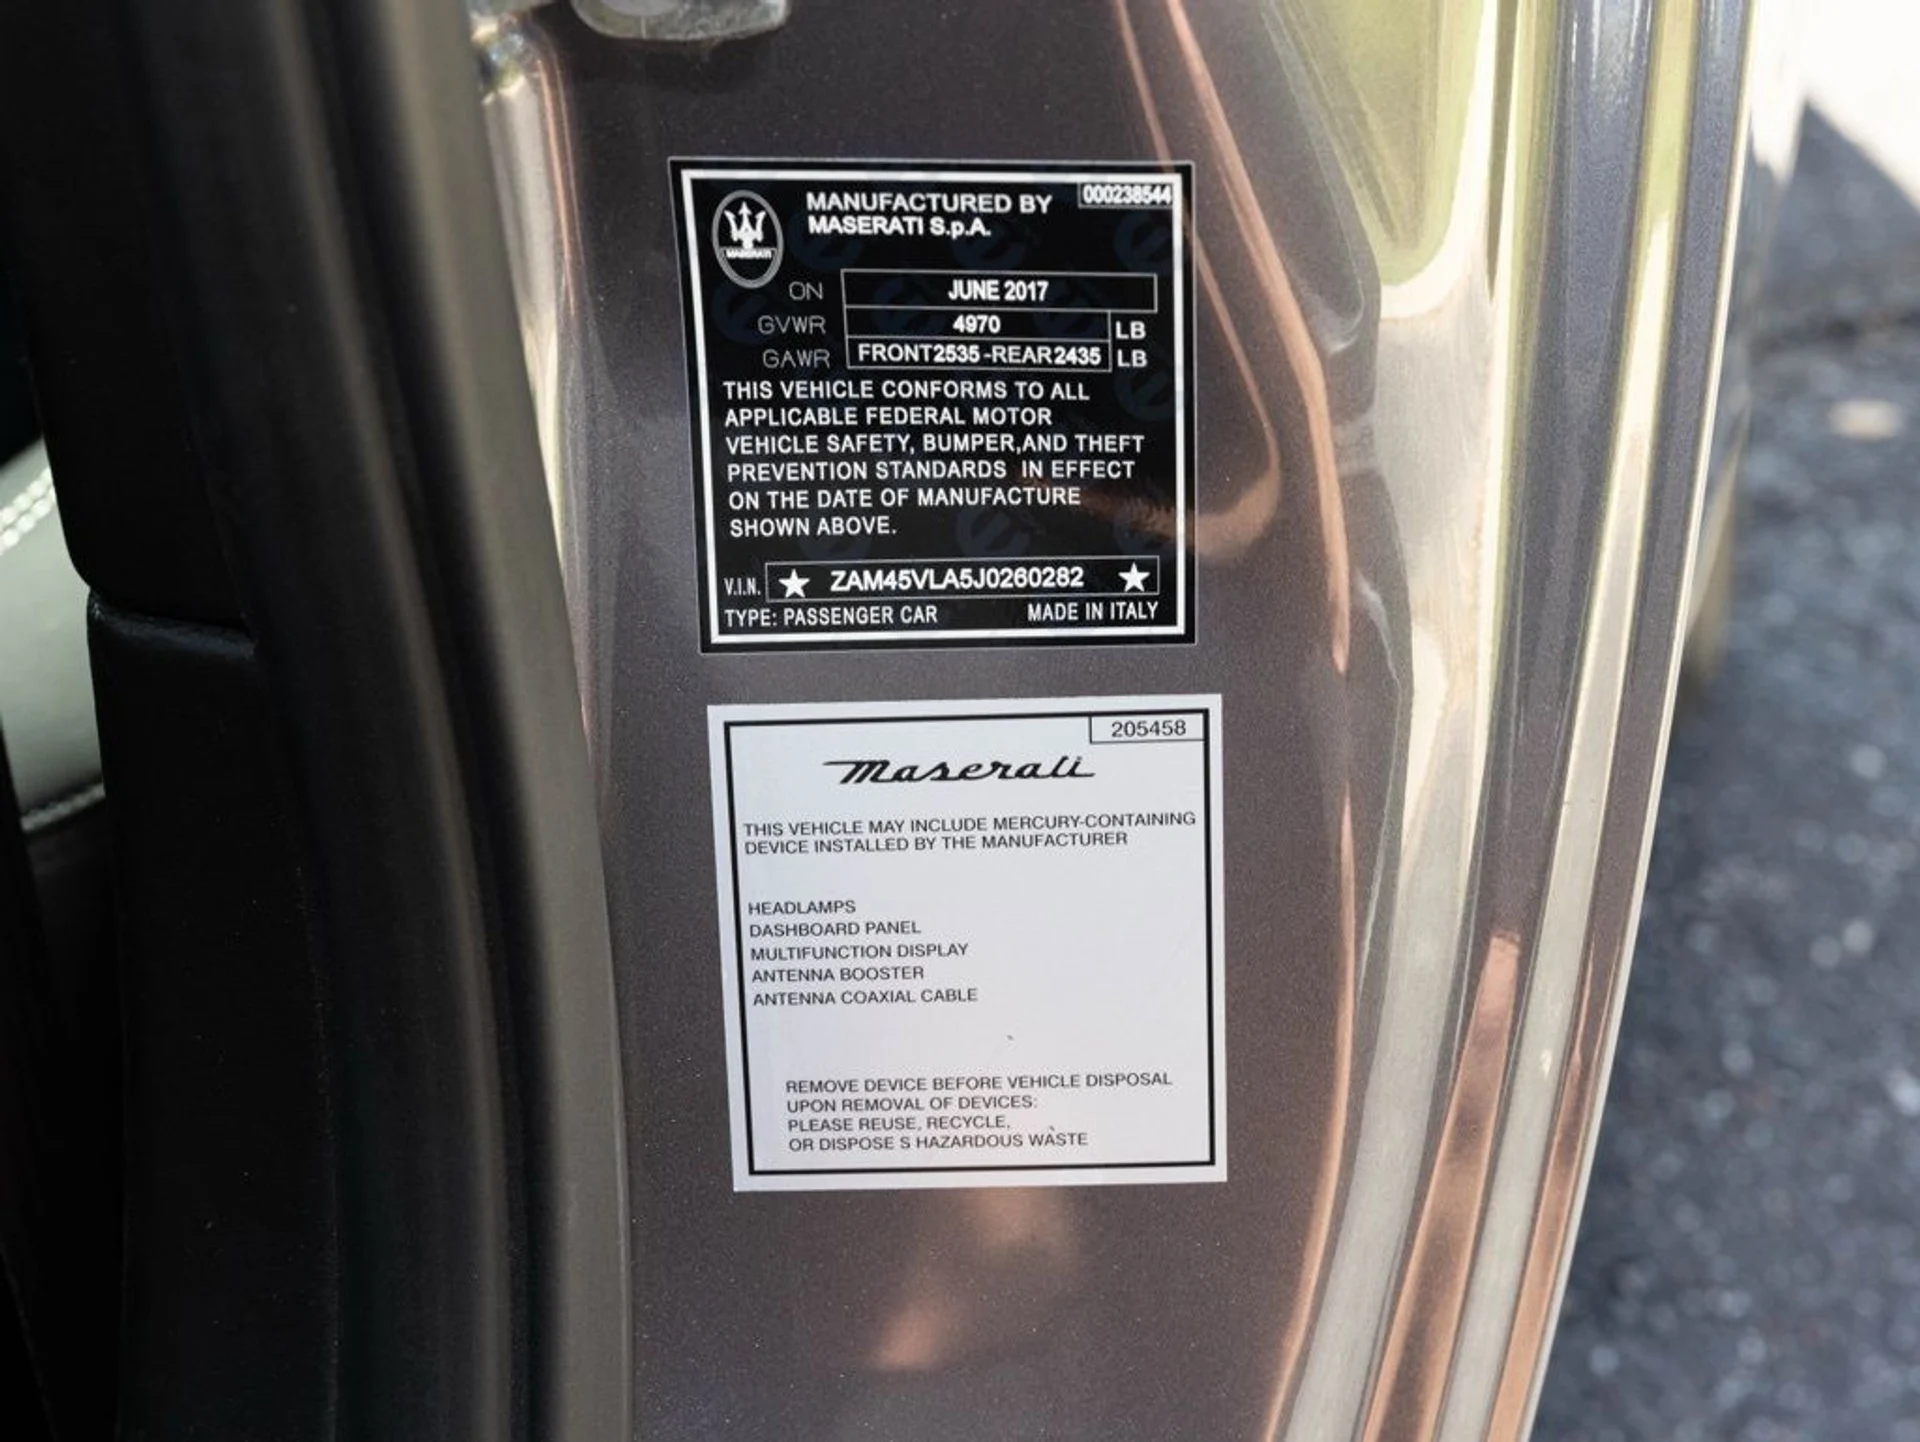 MANUFACTURED BY 000238544
MASERATI S.p.A.
MASERATI
ON JUNE 2017
GVWR 4970 LB
GAWR FRONT2535-REAR2435 LB
THIS VEHICLE CONFORMS TO ALL
APPLICABLE FEDERAL MOTOR
VEHICLE SAFETY, BUMPER,AND THEFT
PREVENTION STANDARDS IN EFFECT
ON THE DATE OF MANUFACTURE
SHOWN ABOVE.
V.I.N. ★ ZAM45VLA5J0260282 ★
TYPE: PASSENGER CAR MADE IN ITALY
205458
Maserati
THIS VEHICLE MAY INCLUDE MERCURY-CONTAINING
DEVICE INSTALLED BY THE MANUFACTURER
HEADLAMPS
DASHBOARD PANEL
MULTIFUNCTION DISPLAY
ANTENNA BOOSTER
ANTENNA COAXIAL CABLE
REMOVE DEVICE BEFORE VEHICLE DISPOSAL
UPON REMOVAL OF DEVICES:
PLEASE REUSE, RECYCLE,
OR DISPOSE S HAZARDOUS WASTE